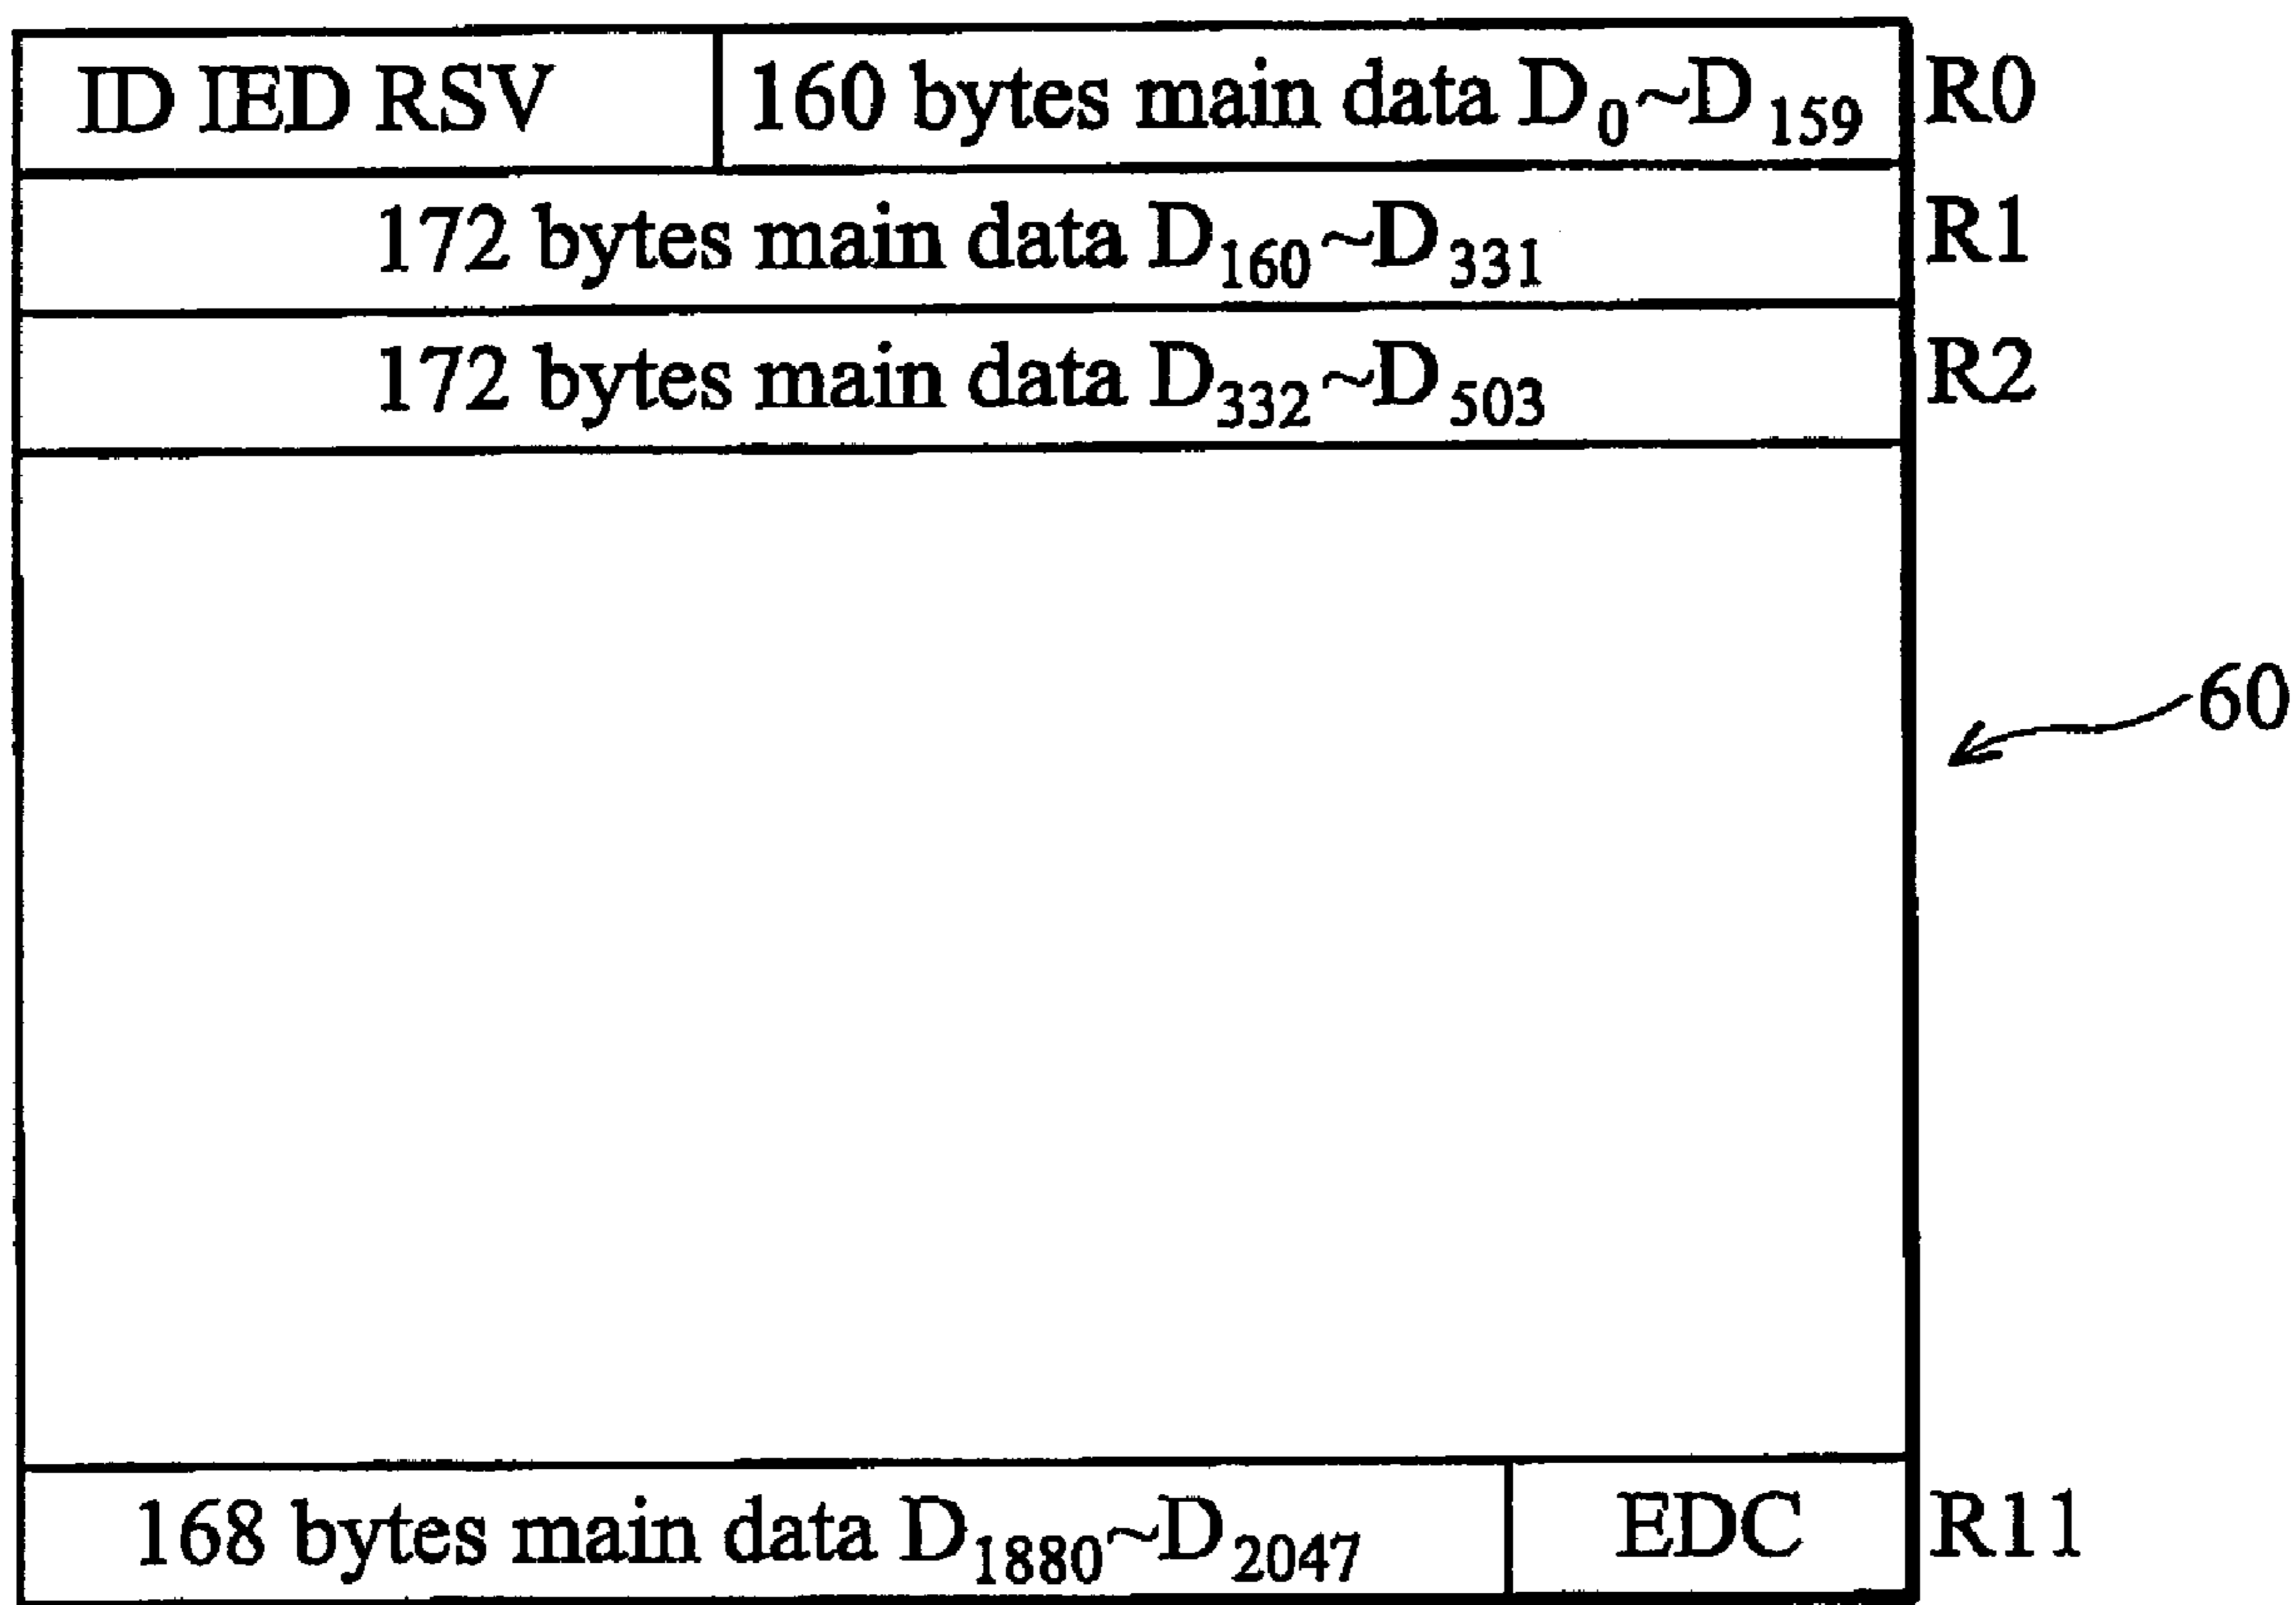 ID IED RSV 160 bytes main data D₀~D₁₅₉ R0
172 bytes main data D₁₆₀~D₃₃₁ R1
172 bytes main data D₃₃₂~D₅₀₃ R2
60
168 bytes main data D₁₈₈₀~D₂₀₄₇ EDC R11